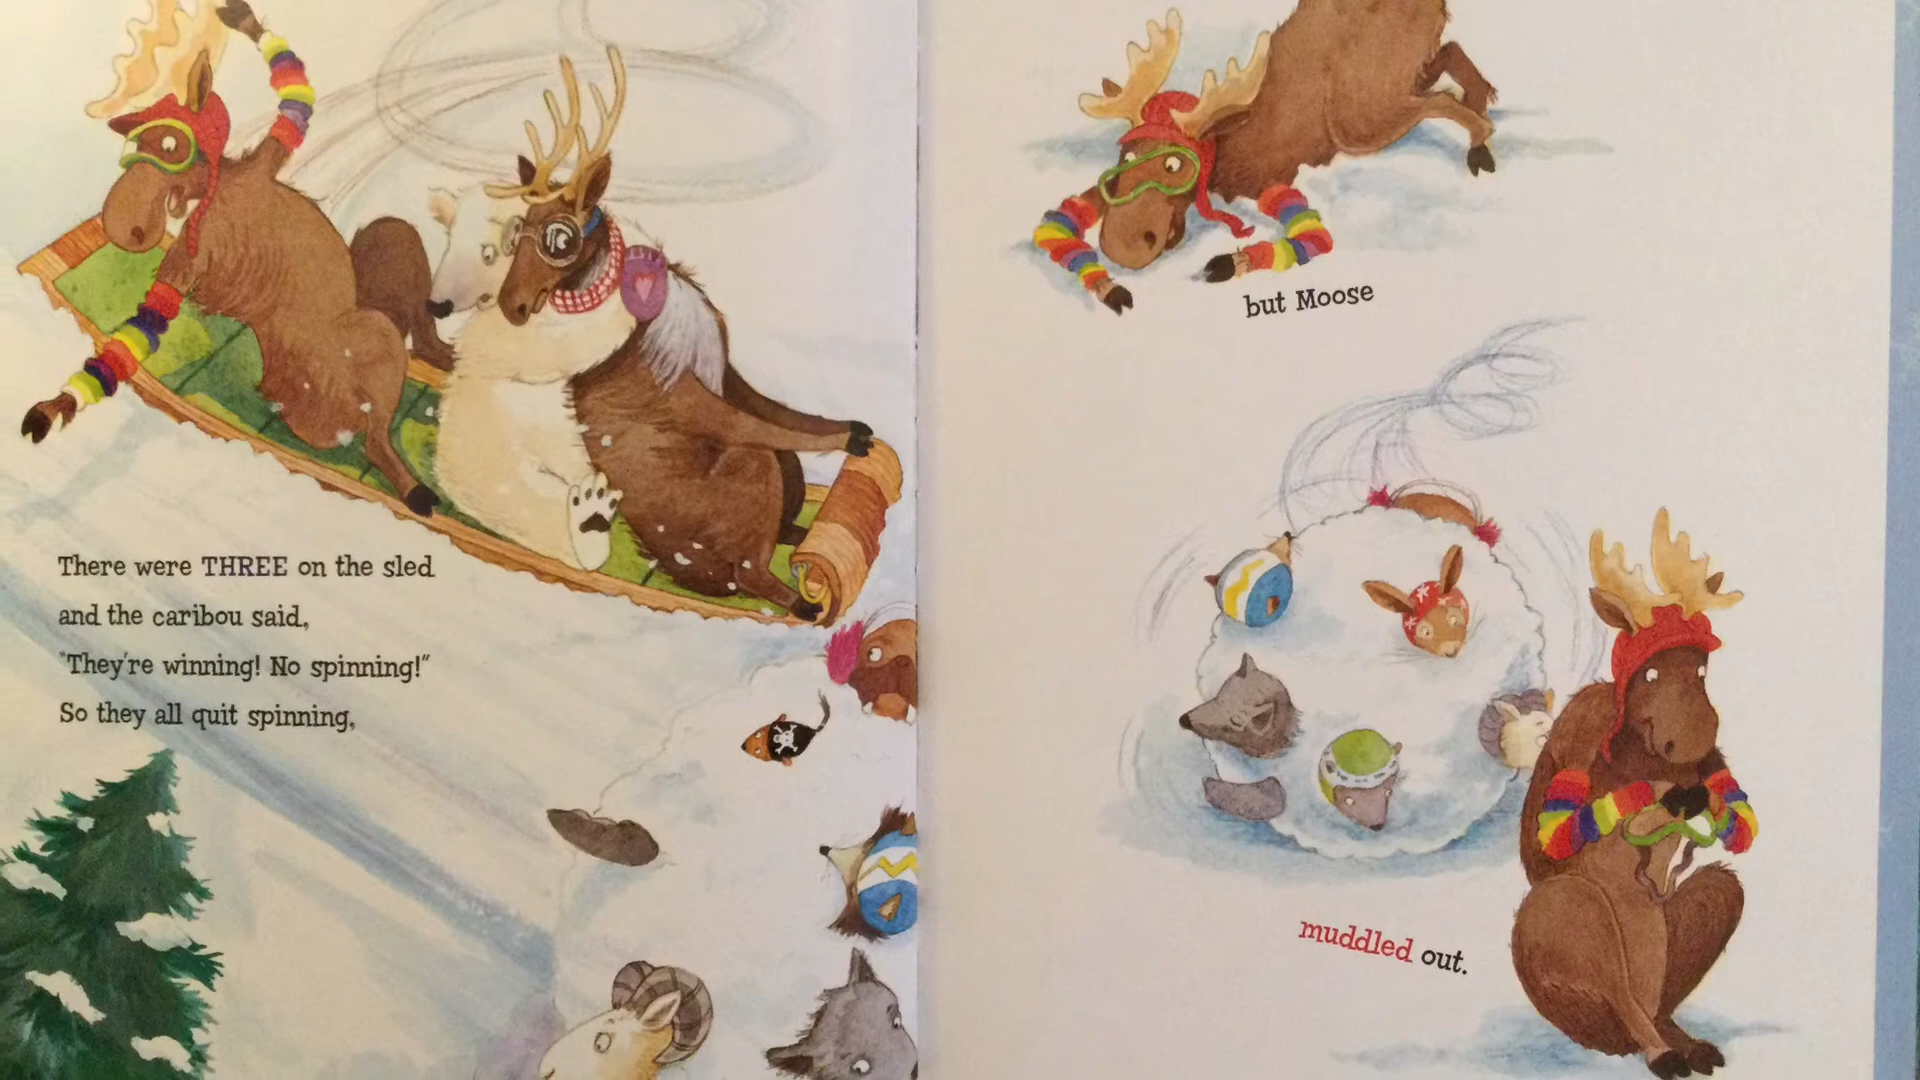 There were THREE on the sled
and the caribou said,
"They're winning! No spinning!"
So they all quit spinning,
but Moose
muddled out.